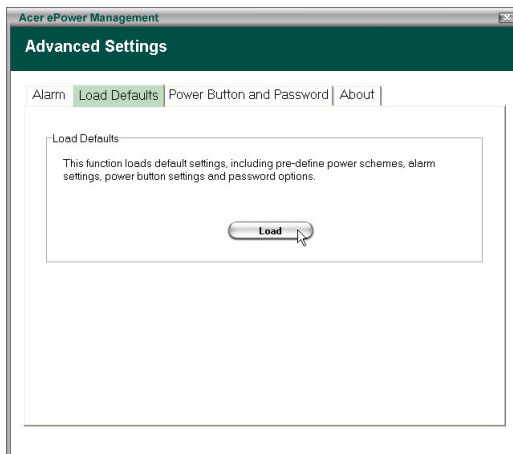 Acer ePower Management
Advanced Settings
Alarm
Load Defaults
Power Button and Password
About
Load Defaults
This function loads default settings, including pre-define power schemes, alarm
settings, power button settings and password options.
Load